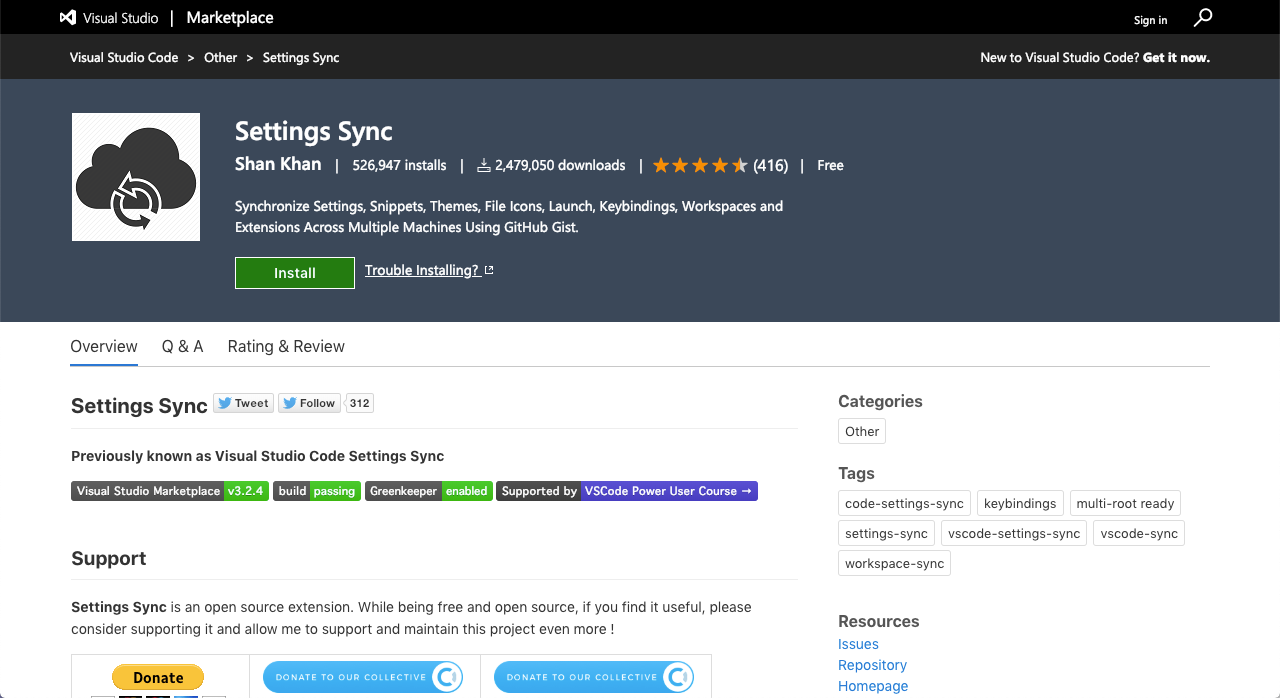 Visual Studio | Marketplace
Sign in
Visual Studio Code > Other > Settings Sync
New to Visual Studio Code? Get it now.
Settings Sync
Shan Khan | 526,947 installs | 2,479,050 downloads | (416) | Free
Synchronize Settings, Snippets, Themes, File Icons, Launch, Keybindings, Workspaces and
Extensions Across Multiple Machines Using GitHub Gist.
Install
Trouble Installing?
Overview
Q & A
Rating & Review
Settings Sync
Tweet
Follow
312
Previously known as Visual Studio Code Settings Sync
Visual Studio Marketplace v3.2.4
build passing
Greenkeeper enabled
Supported by VSCode Power User Course →
Support
Settings Sync is an open source extension. While being free and open source, if you find it useful, please
consider supporting it and allow me to support and maintain this project even more !
Donate
DONATE TO OUR COLLECTIVE
DONATE TO OUR COLLECTIVE
Categories
Other
Tags
code-settings-sync
keybindings
multi-root ready
settings-sync
vscode-settings-sync
vscode-sync
workspace-sync
Resources
Issues
Repository
Homepage